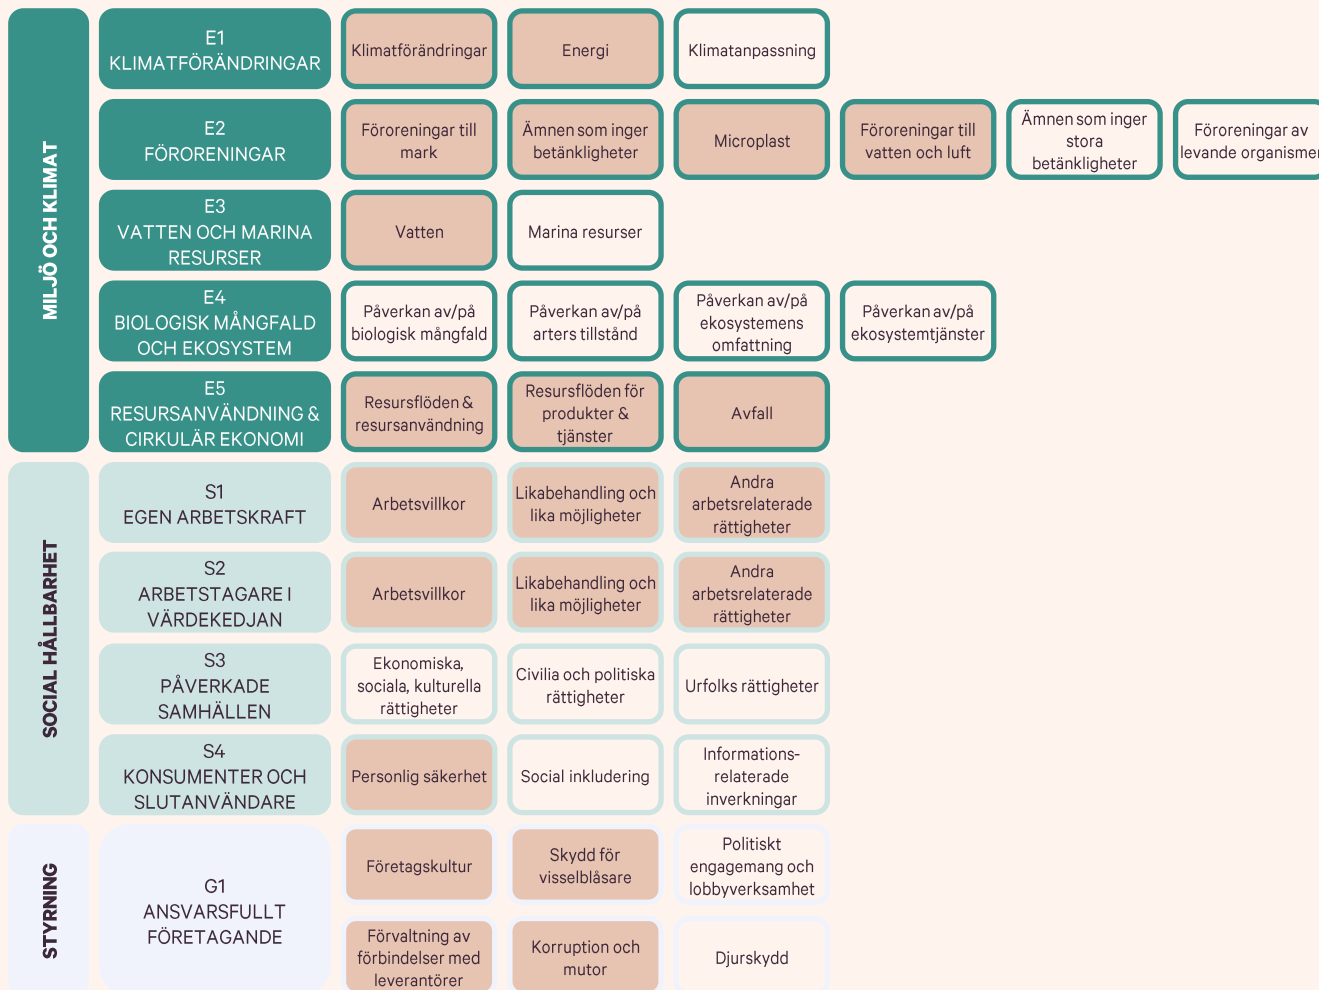 MILJÖ OCH KLIMAT
E1
KLIMATFÖRÄNDRINGAR
Klimatförändringar
Energi
Klimatanpassning
E2
FÖRORENINGAR
Föroreningar till
mark
Ämnen som inger
betänkligheter
Microplast
Föroreningar till
vatten och luft
Ämnen som inger
stora
betänkligheter
Föroreningar av
levande organismer
E3
VATTEN OCH MARINA
RESURSER
Vatten
Marina resurser
E4
BIOLOGISK MÅNGFALD
OCH EKOSYSTEM
Påverkan av/på
biologisk mångfald
Påverkan av/på
arters tillstånd
Påverkan av/på
ekosystemens
omfattning
Påverkan av/på
ekosystemtjänster
E5
RESURSANVÄNDNING &
CIRKULÄR EKONOMI
Resursflöden &
resursanvändning
Resursflöden för
produkter &
tjänster
Avfall
SOCIAL HÅLLBARHET
S1
EGEN ARBETSKRAFT
Arbetsvillkor
Likabehandling och
lika möjligheter
Andra
arbetsrelaterade
rättigheter
S2
ARBETSTAGARE I
VÄRDEKEDJAN
Arbetsvillkor
Likabehandling och
lika möjligheter
Andra
arbetsrelaterade
rättigheter
S3
PÅVERKADE
SAMHÄLLEN
Ekonomiska,
sociala, kulturella
rättigheter
Civilia och politiska
rättigheter
Urfolks rättigheter
S4
KONSUMENTER OCH
SLUTANVÄNDARE
Personlig säkerhet
Social inkludering
Informations-
relaterade
inverkningar
STYRNING
G1
ANSVARSFULLT
FÖRETAGANDE
Företagskultur
Skydd för
visselblåsare
Politiskt
engagemang och
lobbyverksamhet
Förvaltning av
förbindelser med
leverantörer
Korruption och
mutor
Djurskydd